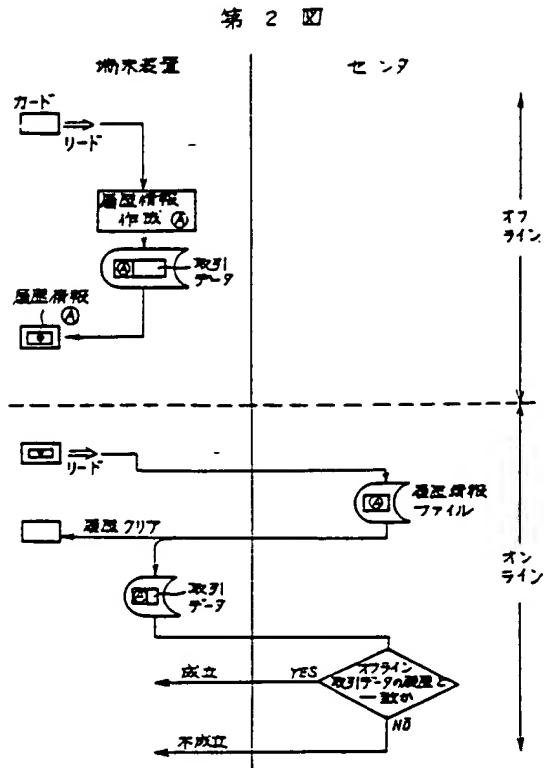 第 2 図
端末装置
センタ
カード
リード
履歴情報
作成 Ⓐ
Ⓐ
取引
データ
履歴情報
Ⓐ
オフ
ライン
リード
Ⓐ
履歴情報
ファイル
履歴クリア
Ⓐ
取引
データ
オン
ライン
オフライン
取引データの履歴と
一致か
YES
成立
NO
不成立